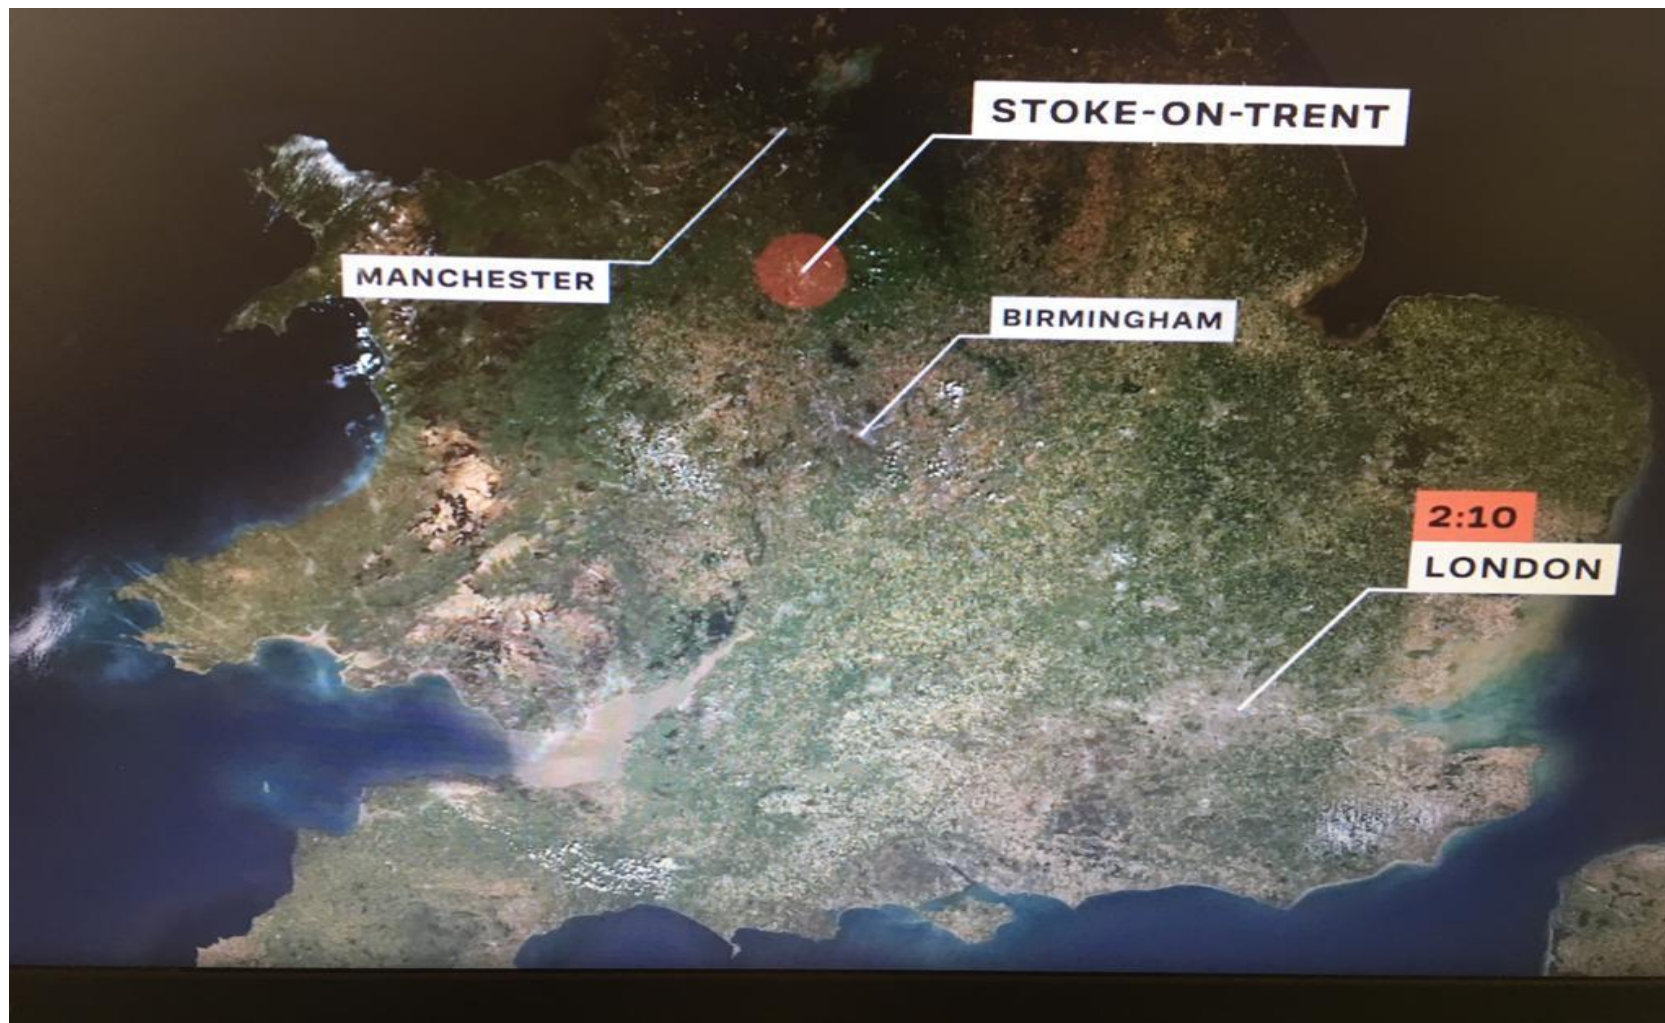 STOKE-ON-TRENT
MANCHESTER
BIRMINGHAM
2:10
LONDON